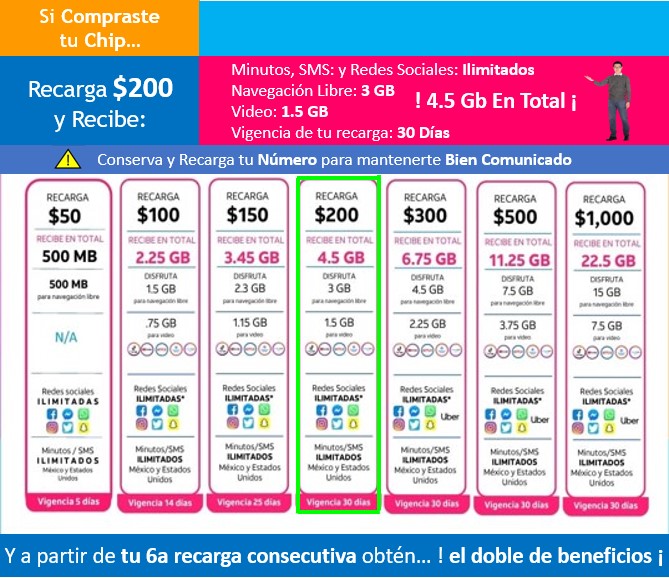 Si Compraste
tu Chip...
Recarga $200
y Recibe:
Minutos, SMS: y Redes Sociales: Ilimitados
Navegación Libre: 3 GB
Video: 1.5 GB
Vigencia de tu recarga: 30 Días
! 4.5 Gb En Total ¡
Conserva y Recarga tu Número para mantenerte Bien Comunicado
RECARGA
$50
RECIBE EN TOTAL
500 MB
500 MB
para navegación libre
N/A
Redes Sociales
ILIMITADAS
Minutos / SMS
ILIMITADOS
México y Estados
Unidos
Vigencia 5 días
RECARGA
$100
RECIBE EN TOTAL
2.25 GB
DISFRUTA
1.5 GB
para navegación libre
.75 GB
para video
Redes Sociales
ILIMITADAS*
Minutos/SMS
ILIMITADOS
México y Estados
Unidos
Vigencia 14 días
RECARGA
$150
RECIBE EN TOTAL
3.45 GB
DISFRUTA
2.3 GB
para navegación libre
1.15 GB
para video
Redes Sociales
ILIMITADAS*
Minutos/SMS
ILIMITADOS
México y Estados
Unidos
Vigencia 25 días
RECARGA
$200
RECIBE EN TOTAL
4.5 GB
DISFRUTA
3 GB
para navegación libre
1.5 GB
para video
Redes Sociales
ILIMITADAS*
Minutos/SMS
ILIMITADOS
México y Estados
Unidos
Vigencia 30 días
RECARGA
$300
RECIBE EN TOTAL
6.75 GB
DISFRUTA
4.5 GB
para navegación libre
2.25 GB
para video
Redes Sociales
ILIMITADAS*
Uber
Minutos/SMS
ILIMITADOS
México y Estados
Unidos
Vigencia 30 días
RECARGA
$500
RECIBE EN TOTAL
11.25 GB
DISFRUTA
7.5 GB
para navegación libre
3.75 GB
para video
Redes Sociales
ILIMITADAS*
Uber
Minutos/SMS
ILIMITADOS
México y Estados
Unidos
Vigencia 30 días
RECARGA
$1,000
RECIBE EN TOTAL
22.5 GB
DISFRUTA
15 GB
para navegación libre
7.5 GB
para video
Redes Sociales
ILIMITADAS*
Uber
Minutos/SMS
ILIMITADOS
México y Estados
Unidos
Vigencia 30 días
Y a partir de tu 6a recarga consecutiva obtén... ! el doble de beneficios ¡